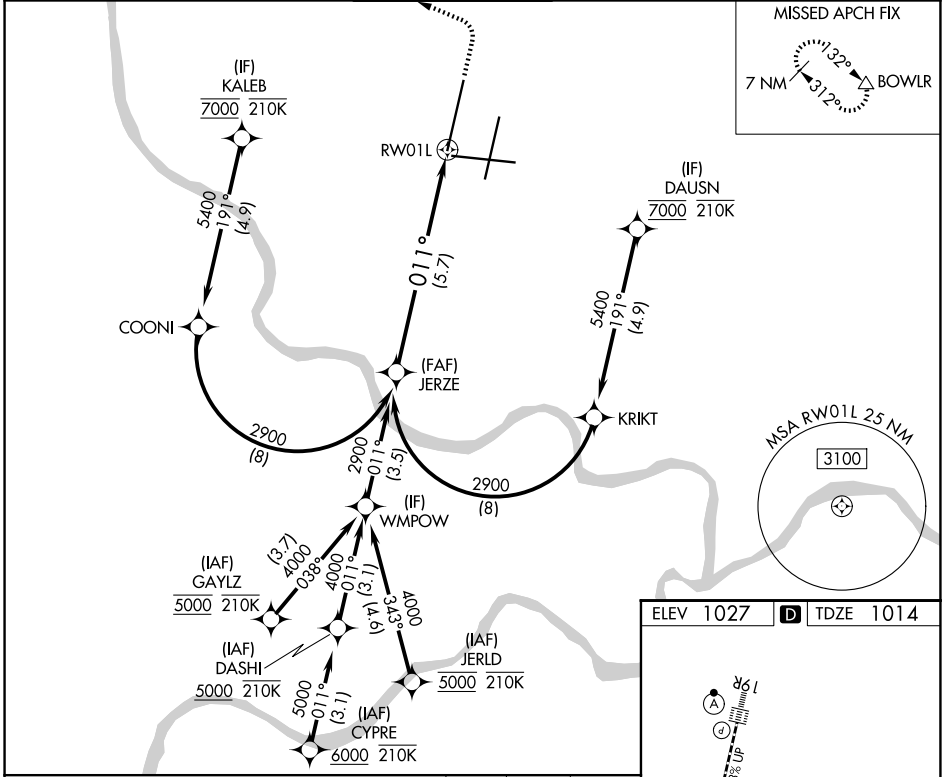 MISSED APCH FIX
132°
7 NM
BOWLR
312°
(IF)
KALEB
7000 210K
5400
191°
(4.9)
RW01L
(IF)
DAUSN
7000 210K
011°
(5.7)
5400
191°
(4.9)
COONI
(FAF)
JERZE
KRIKT
2900
(8)
2900
011°
(3.5)
2900
(8)
(IF)
WMPOW
MSA RW01L 25 NM
3100
(3.7)
4000
038°
4000
011°
(3.1)
4000
343°
(4.6)
(IAF)
GAYLZ
5000 210K
(IAF)
DASHI
5000 210K
(IAF)
JERLD
5000 210K
5000
011°
(3.1)
(IAF)
CYPRE
6000 210K
ELEV 1027 D TDZE 1014
19R
A
% UP